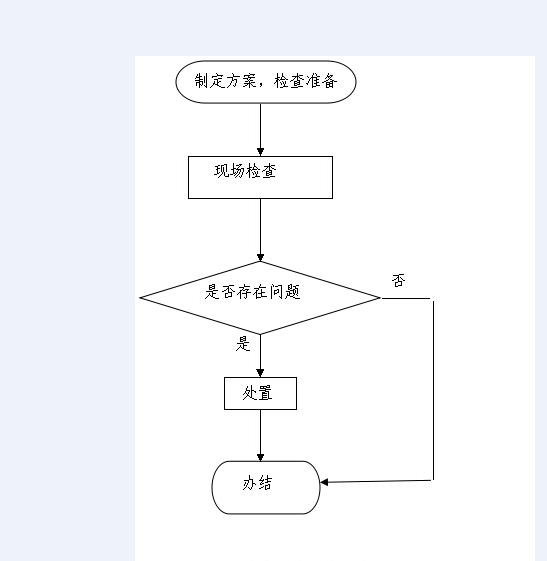 制定方案，检查准备
现场检查
是否存在问题
否
是
处置
办结